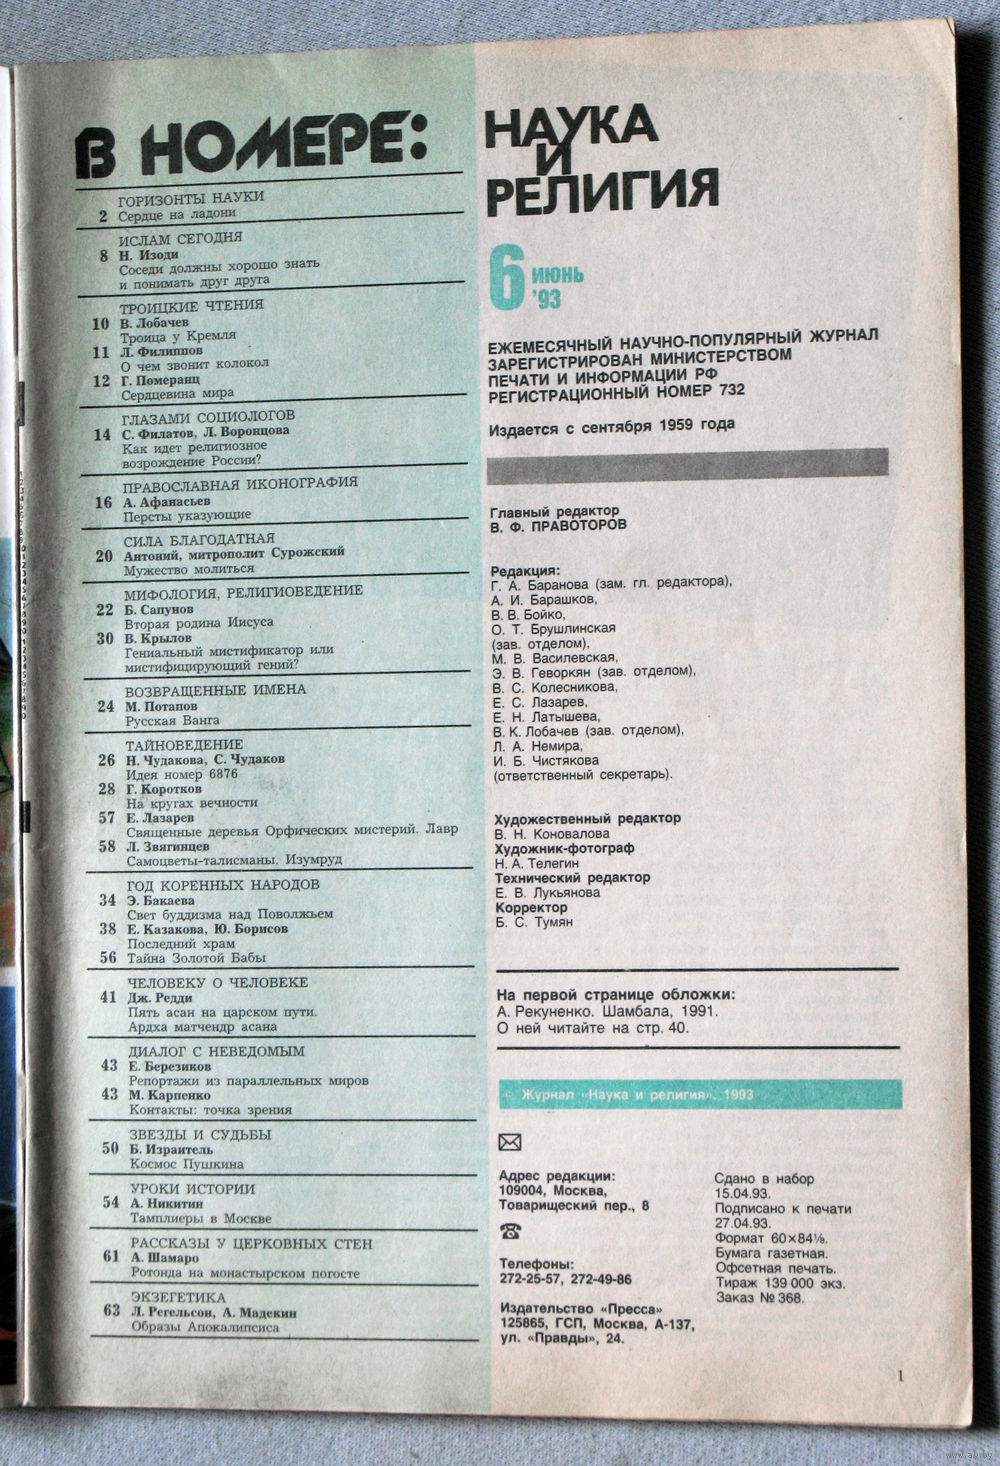 В НОМЕРЕ:
ГОРИЗОНТЫ НАУКИ
2 Сердце на ладони
ИСЛАМ СЕГОДНЯ
8 Н. Изоди
Соседи должны хорошо знать
и понимать друг друга
ТРОИЦКИЕ ЧТЕНИЯ
10 В. Лобачев
Троица у Кремля
11 Л. Филиппов
О чем звонит колокол
12 Г. Померанц
Сердцевина мира
ГЛАЗАМИ СОЦИОЛОГОВ
14 С. Филатов, Л. Воронцова
Как идет религиозное
возрождение России?
ПРАВОСЛАВНАЯ ИКОНОГРАФИЯ
16 А. Афанасьев
Персты указующие
СИЛА БЛАГОДАТНАЯ
20 Антоний, митрополит Сурожский
Мужество молиться
МИФОЛОГИЯ, РЕЛИГИОВЕДЕНИЕ
22 Б. Сапунов
Вторая родина Иисуса
30 В. Крылов
Гениальный мистификатор или
мистифицирующий гений?
ВОЗВРАЩЕННЫЕ ИМЕНА
24 М. Потапов
Русская Ванга
ТАЙНОВЕДЕНИЕ
26 Н. Чудакова, С. Чудаков
Идея номер 6876
28 Г. Коротков
На кругах вечности
57 Е. Лазарев
Священные деревья Орфических мистерий. Лавр
58 Л. Звягинцев
Самоцветы-талисманы. Изумруд
ГОД КОРЕННЫХ НАРОДОВ
34 Э. Бакаева
Свет буддизма над Поволжьем
38 Е. Казакова, Ю. Борисов
Последний храм
56 Тайна Золотой Бабы
ЧЕЛОВЕКУ О ЧЕЛОВЕКЕ
41 Дж. Редди
Пять асан на царском пути.
Ардха матчендр асана
ДИАЛОГ С НЕВЕДОМЫМ
43 Е. Березиков
Репортажи из параллельных миров
43 М. Карпенко
Контакты: точка зрения
ЗВЕЗДЫ И СУДЬБЫ
50 Б. Израитель
Космос Пушкина
УРОКИ ИСТОРИИ
54 А. Никитин
Тамплиеры в Москве
РАССКАЗЫ У ЦЕРКОВНЫХ СТЕН
61 А. Шамаро
Ротонда на монастырском погосте
ЭКЗЕГЕТИКА
63 Л. Регельсон, А. Мадекин
Образы Апокалипсиса
НАУКА
И
РЕЛИГИЯ
6 ИЮНЬ
'93
ЕЖЕМЕСЯЧНЫЙ НАУЧНО-ПОПУЛЯРНЫЙ ЖУРНАЛ
ЗАРЕГИСТРИРОВАН МИНИСТЕРСТВОМ
ПЕЧАТИ И ИНФОРМАЦИИ РФ
РЕГИСТРАЦИОННЫЙ НОМЕР 732
Издается с сентября 1959 года
Главный редактор
В. Ф. ПРАВОТОРОВ
Редакция:
Г. А. Баранова (зам. гл. редактора),
А. И. Барашков,
В. В. Бойко,
О. Т. Брушлинская
(зав. отделом),
М. В. Василевская,
Э. В. Геворкян (зав. отделом),
В. С. Колесникова,
Е. С. Лазарев,
Е. Н. Латышева,
В. К. Лобачев (зав. отделом),
Л. А. Немира,
И. Б. Чистякова
(ответственный секретарь).
Художественный редактор
В. Н. Коновалова
Художник-фотограф
Н. А. Телегин
Технический редактор
Е. В. Лукьянова
Корректор
Б. С. Тумян
На первой странице обложки:
А. Рекуненко. Шамбала, 1991.
О ней читайте на стр. 40.
© Журнал «Наука и религия», 1993
Адрес редакции:
109004, Москва,
Товарищеский пер., 8
Телефоны:
272-25-57, 272-49-86
Издательство «Пресса»
125865, ГСП, Москва, А-137,
ул. «Правды», 24.
Сдано в набор
15.04.93.
Подписано к печати
27.04.93.
Формат 60×84⅛.
Бумага газетная.
Офсетная печать.
Тираж 139 000 экз.
Заказ № 368.
1